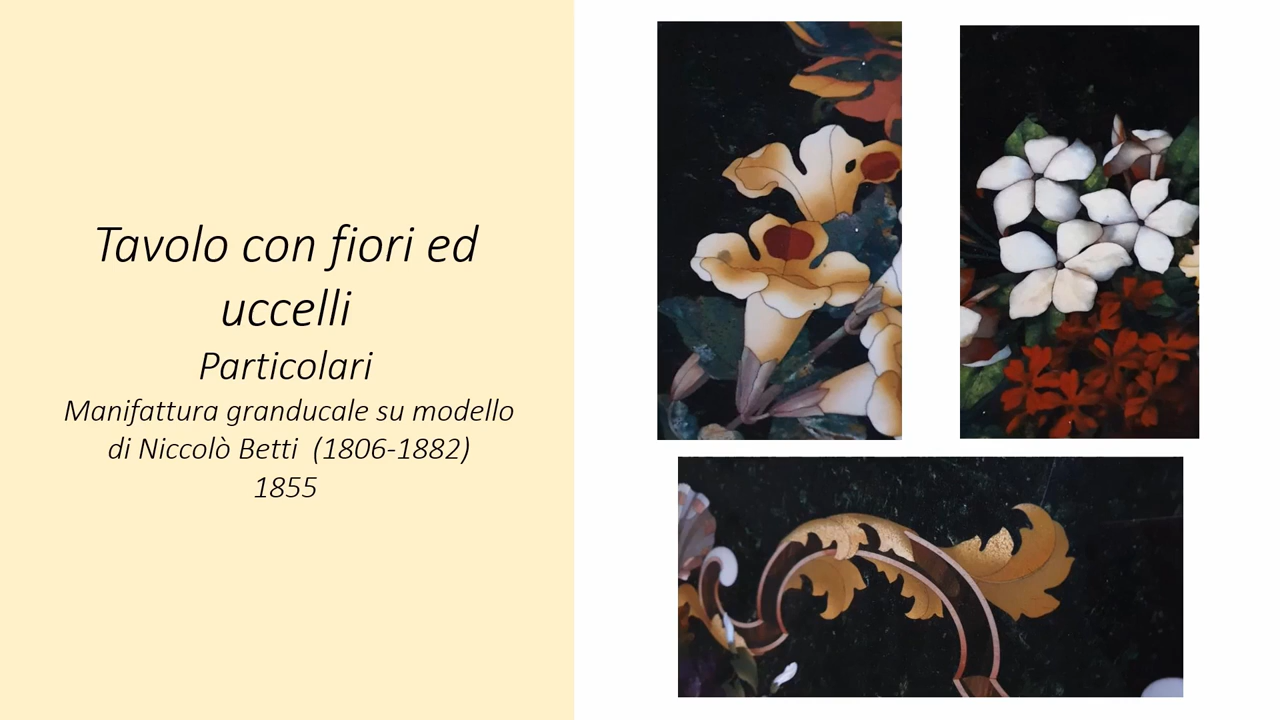 Tavolo con fiori ed
uccelli
Particolari
Manifattura granducale su modello
di Niccolò Betti  (1806-1882)
1855